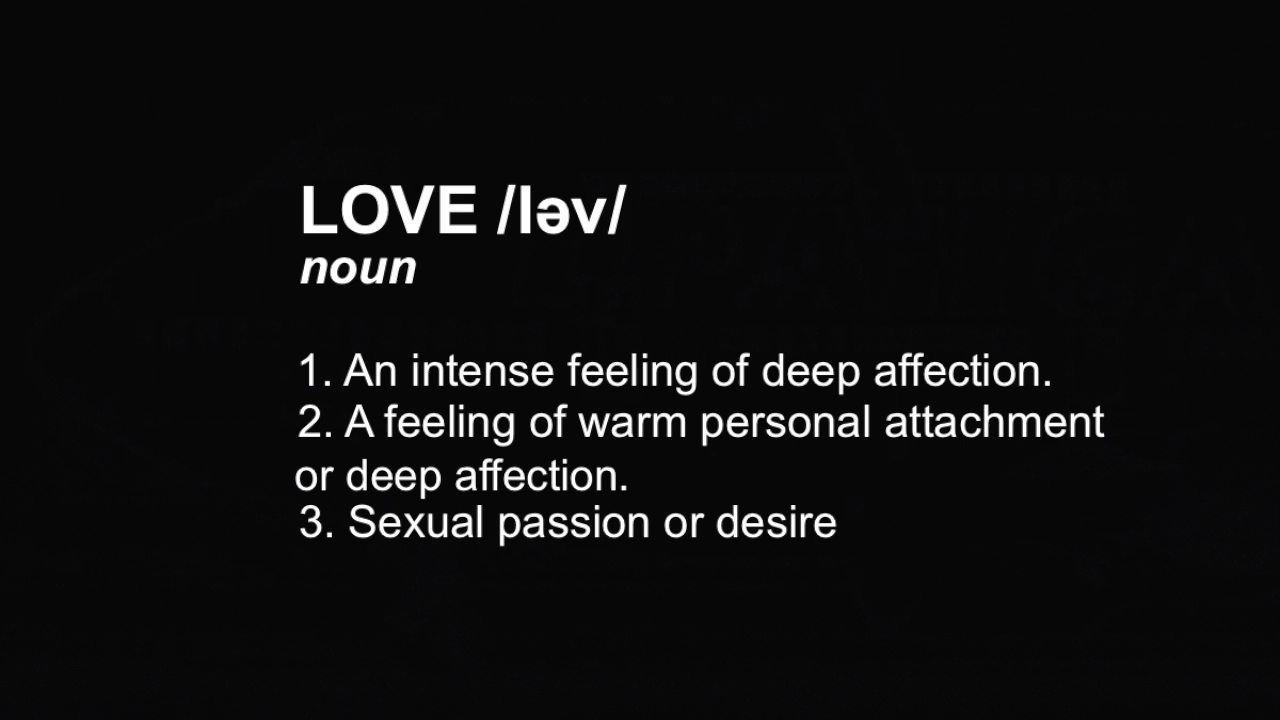 LOVE /ləv/
noun
1. An intense feeling of deep affection.
2. A feeling of warm personal attachment
or deep affection.
3. Sexual passion or desire